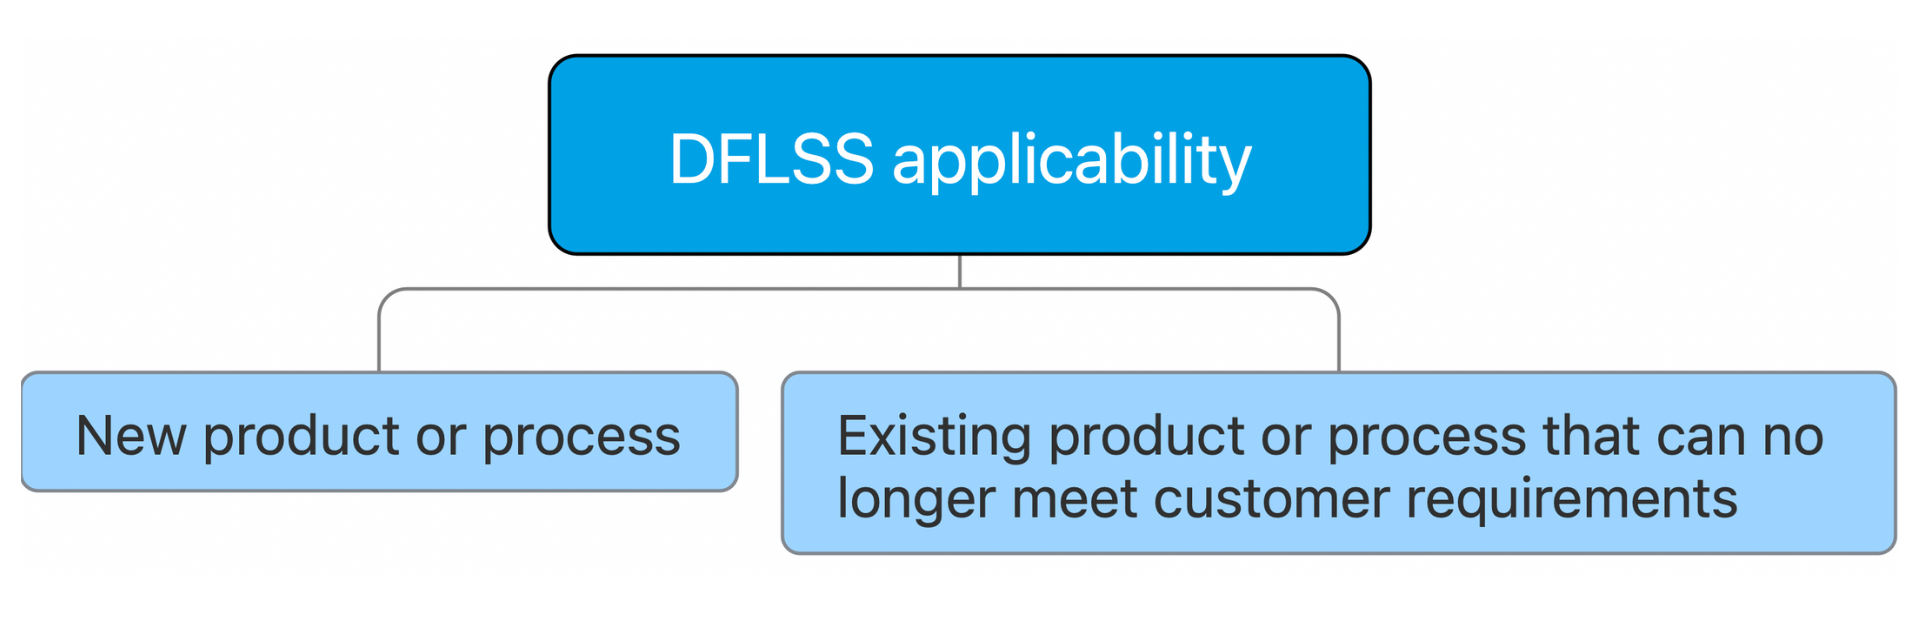 DFLSS applicability
New product or process
Existing product or process that can no
longer meet customer requirements